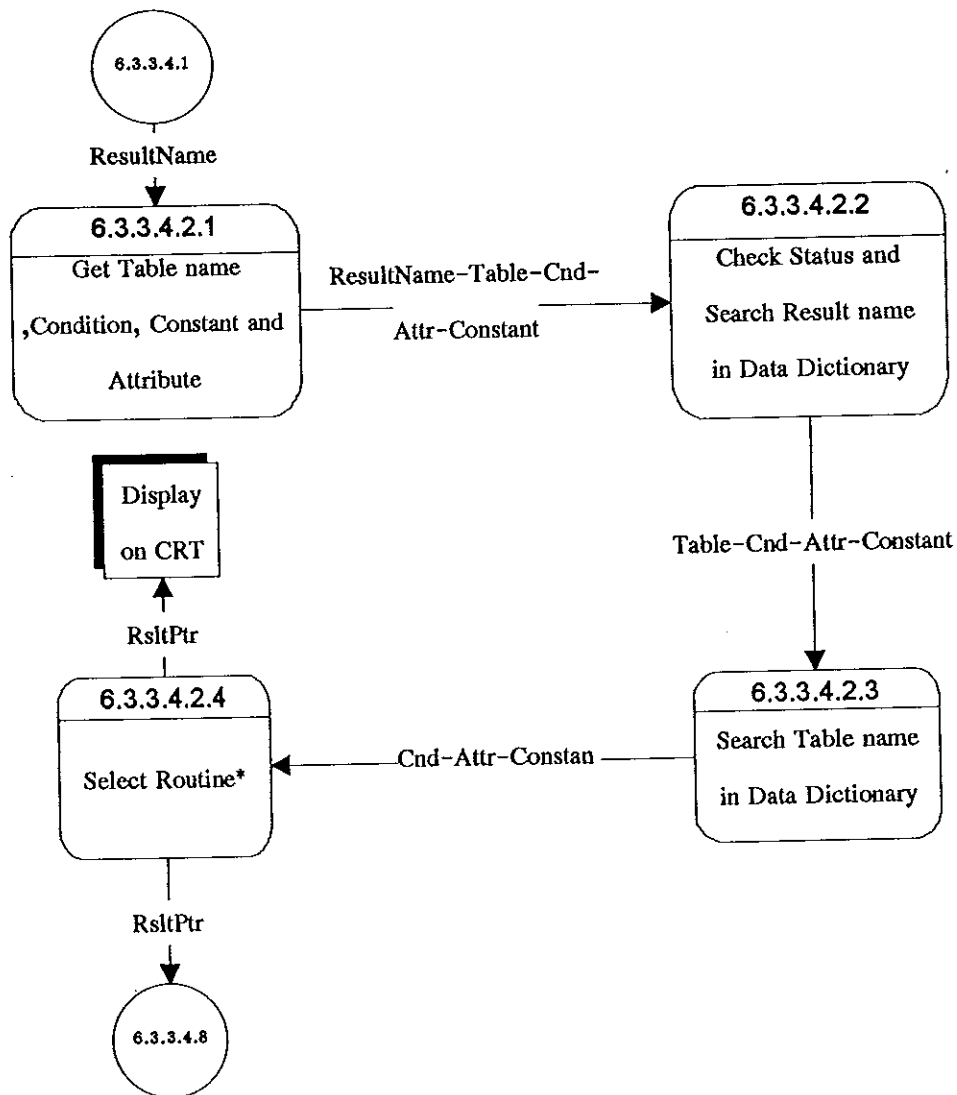 6.3.3.4.1
ResultName
6.3.3.4.2.1
Get Table name
,Condition, Constant and
Attribute
ResultName-Table-Cnd-
Attr-Constant
6.3.3.4.2.2
Check Status and
Search Result name
in Data Dictionary
Table-Cnd-Attr-Constant
6.3.3.4.2.3
Search Table name
in Data Dictionary
Cnd-Attr-Constan
6.3.3.4.2.4
Select Routine*
RsltPtr
Display
on CRT
RsltPtr
6.3.3.4.8